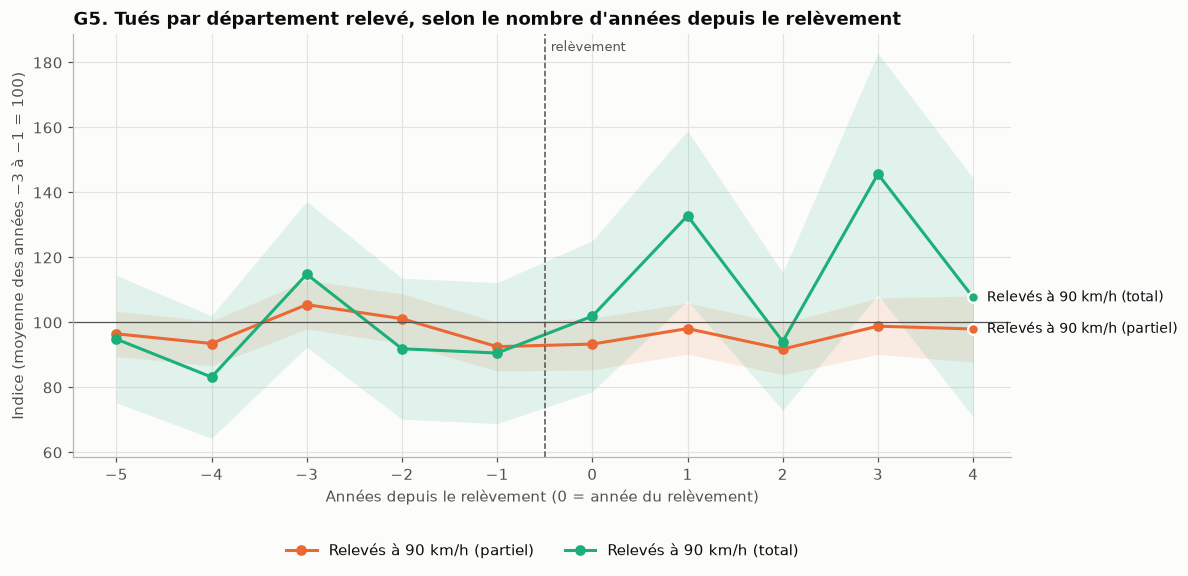 G5. Tués par département relevé, selon le nombre d'années depuis le relèvement
relèvement
Indice (moyenne des années −3 à −1 = 100)
180
160
140
120
100
80
60
Relevés à 90 km/h (total)
Relevés à 90 km/h (partiel)
−5 −4 −3 −2 −1 0 1 2 3 4
Années depuis le relèvement (0 = année du relèvement)
Relevés à 90 km/h (partiel) Relevés à 90 km/h (total)